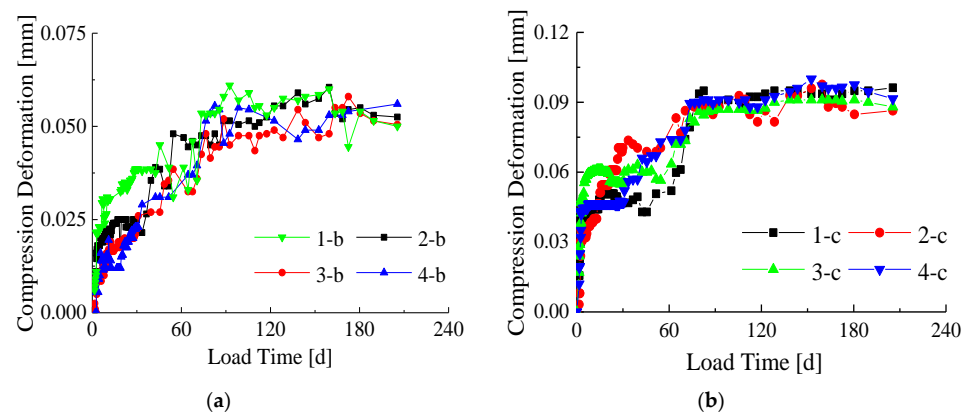 Compression Deformation [mm]
0.075
0.050
0.025
0.000
1-b 2-b
3-b 4-b
0 60 120 180 240
Load Time [d]
(a)
Compression Deformation [mm]
0.12
0.09
0.06
0.03
0.00
1-c 2-c
3-c 4-c
0 60 120 180 240
Load Time [d]
(b)